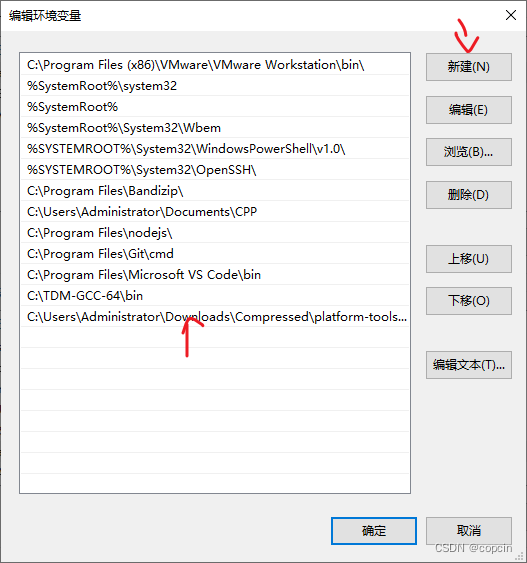 编辑环境变量
C:\Program Files (x86)\VMware\VMware Workstation\bin\
%SystemRoot%\system32
%SystemRoot%
%SystemRoot%\System32\Wbem
%SYSTEMROOT%\System32\WindowsPowerShell\v1.0\
%SYSTEMROOT%\System32\OpenSSH\
C:\Program Files\Bandizip\
C:\Users\Administrator\Documents\CPP
C:\Program Files\nodejs\
C:\Program Files\Git\cmd
C:\Program Files\Microsoft VS Code\bin
C:\TDM-GCC-64\bin
C:\Users\Administrator\Downloads\Compressed\platform-tools...
新建(N)
编辑(E)
浏览(B)...
删除(D)
上移(U)
下移(O)
编辑文本(T)...
确定
取消
CSDN @copcin